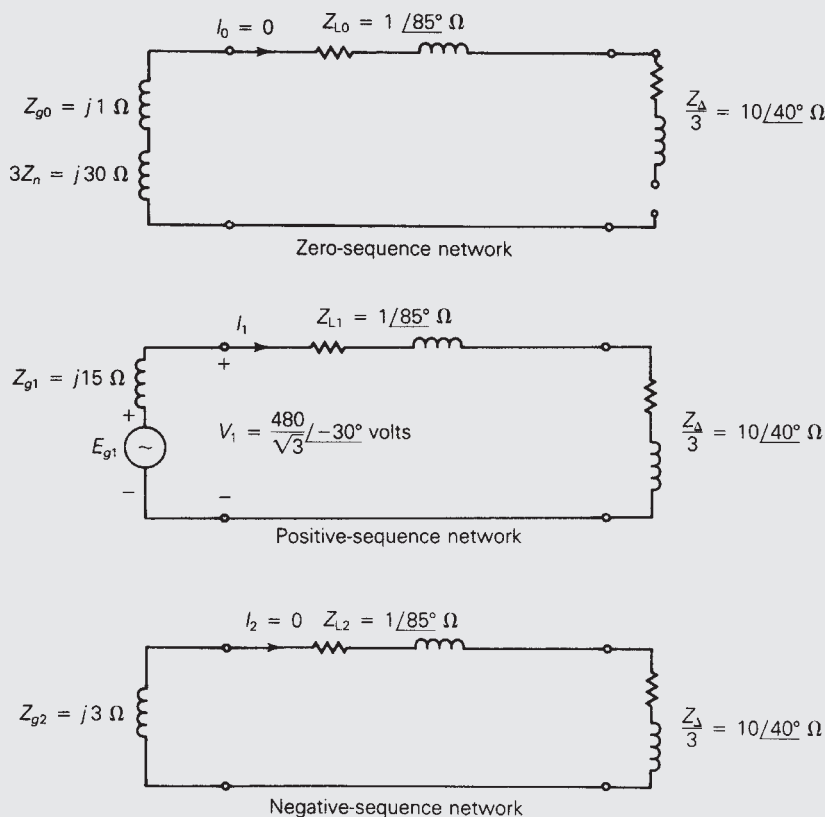 I₀ = 0
Z_L0 = 1 /85° Ω
Z_g0 = j1 Ω
Z_Δ/3 = 10/40° Ω
3Z_n = j30 Ω
Zero-sequence network
I₁
Z_L1 = 1/85° Ω
Z_g1 = j15 Ω
+
+
E_g1
~
V₁ = 480/√3 /−30° volts
Z_Δ/3 = 10/40° Ω
−
−
Positive-sequence network
I₂ = 0
Z_L2 = 1/85° Ω
Z_g2 = j3 Ω
Z_Δ/3 = 10/40° Ω
Negative-sequence network